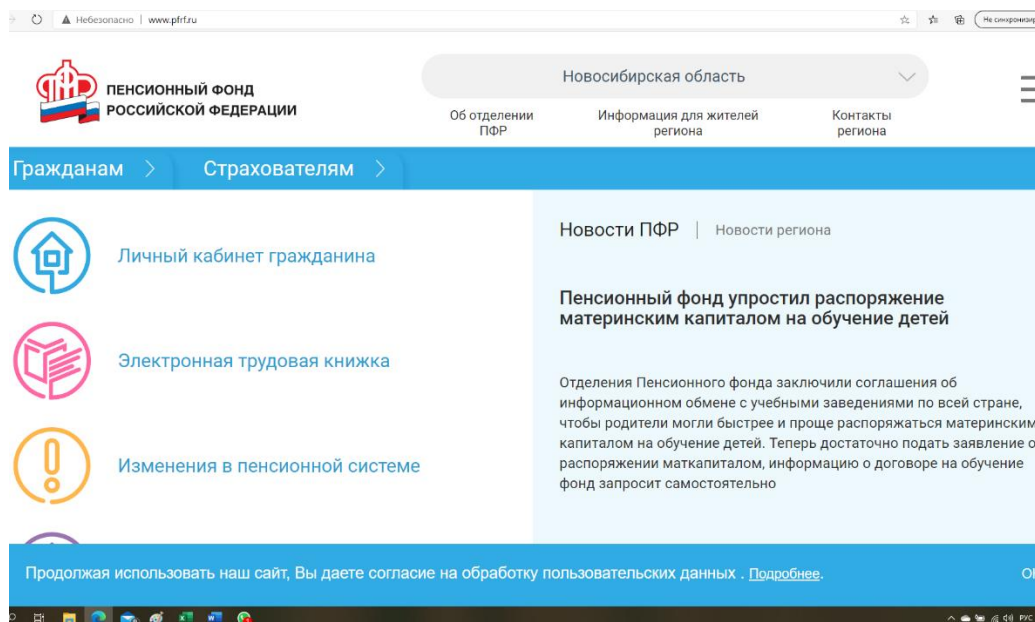 Небезопасно | www.pfrf.ru
ПЕНСИОННЫЙ ФОНД
РОССИЙСКОЙ ФЕДЕРАЦИИ
Новосибирская область
Об отделении
ПФР
Информация для жителей
региона
Контакты
региона
Гражданам
Страхователям
Личный кабинет гражданина
Электронная трудовая книжка
Изменения в пенсионной системе
Новости ПФР | Новости региона
Пенсионный фонд упростил распоряжение
материнским капиталом на обучение детей
Отделения Пенсионного фонда заключили соглашения об
информационном обмене с учебными заведениями по всей стране,
чтобы родители могли быстрее и проще распоряжаться материнским
капиталом на обучение детей. Теперь достаточно подать заявление о
распоряжении маткапиталом, информацию о договоре на обучение
фонд запросит самостоятельно
Продолжая использовать наш сайт, Вы даете согласие на обработку пользовательских данных . Подробнее.
РУС